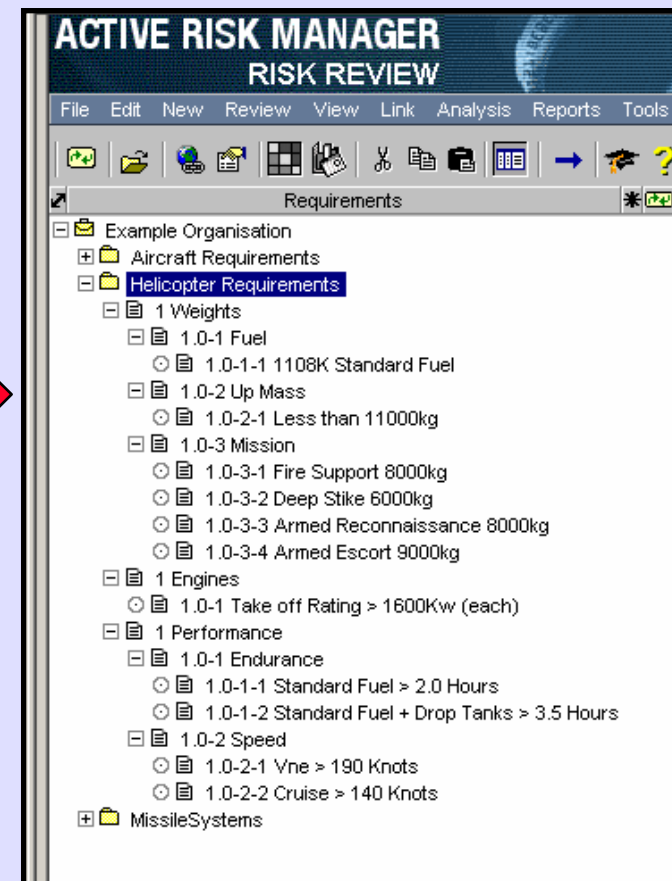 ACTIVE RISK MANAGER
RISK REVIEW
File Edit New Review View Link Analysis Reports Tools
Requirements
Example Organisation
Aircraft Requirements
Helicopter Requirements
1 Weights
1.0-1 Fuel
1.0-1-1 1108K Standard Fuel
1.0-2 Up Mass
1.0-2-1 Less than 11000kg
1.0-3 Mission
1.0-3-1 Fire Support 8000kg
1.0-3-2 Deep Stike 6000kg
1.0-3-3 Armed Reconnaissance 8000kg
1.0-3-4 Armed Escort 9000kg
1 Engines
1.0-1 Take off Rating > 1600Kw (each)
1 Performance
1.0-1 Endurance
1.0-1-1 Standard Fuel > 2.0 Hours
1.0-1-2 Standard Fuel + Drop Tanks > 3.5 Hours
1.0-2 Speed
1.0-2-1 Vne > 190 Knots
1.0-2-2 Cruise > 140 Knots
MissileSystems